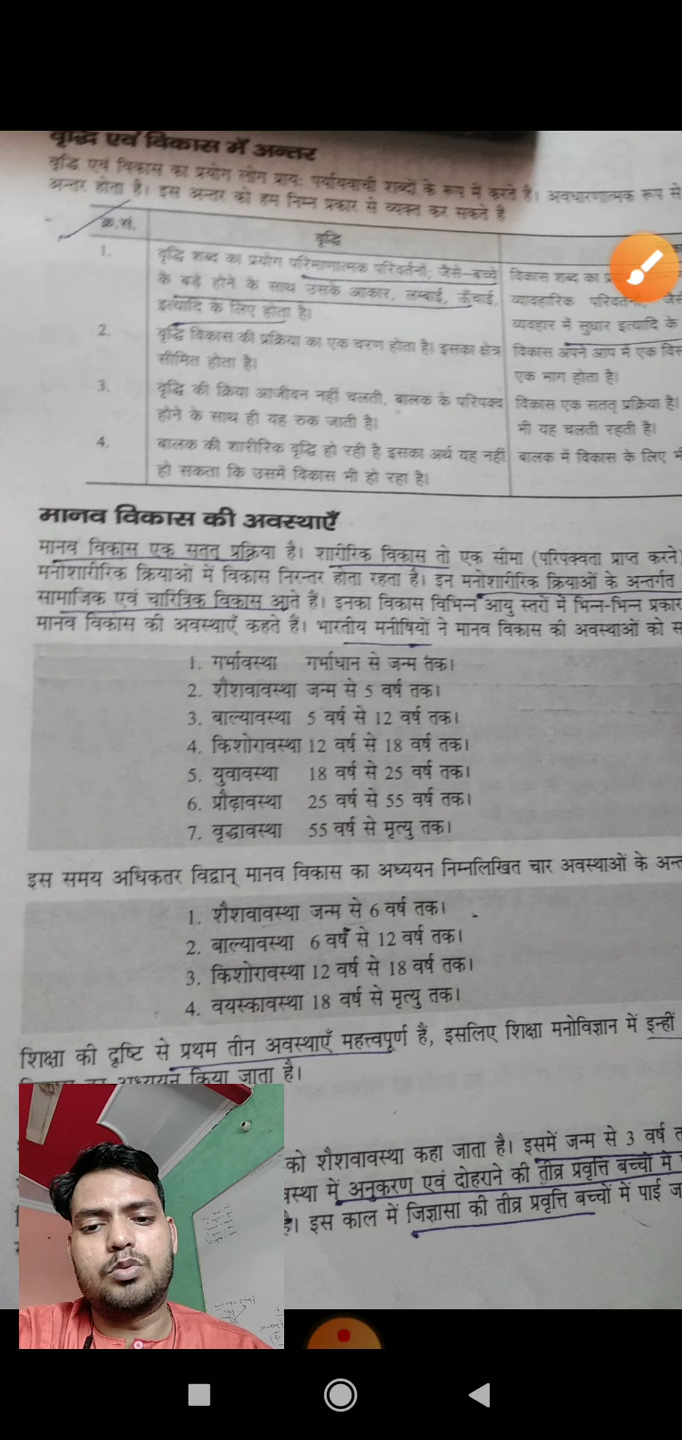 वृद्धि एवं विकास में अन्तर
वृद्धि एवं विकास का प्रयोग लोग प्रायः पर्यायवाची शब्दों के रूप में करते हैं। अवधारणात्मक रूप से
अन्तर होता है। इस अन्तर को हम निम्न प्रकार से व्यक्त कर सकते हैं
क्र.सं. वृद्धि
1. वृद्धि शब्द का प्रयोग परिमाणात्मक परिवर्तनों; जैसे—बच्चे विकास शब्द का
के बड़े होने के साथ उसके आकार, लम्बाई, ऊँचाई, व्यावहारिक जैसे
इत्यादि के लिए होता है। व्यवहार में सुधार इत्यादि के
2. वृद्धि विकास की प्रक्रिया का एक चरण होता है। इसका क्षेत्र विकास अपने आप में एक
सीमित होता है। एक भाग होता है।
3. वृद्धि की क्रिया आजीवन नहीं चलती, बालक के परिपक्व विकास एक सतत् प्रक्रिया है।
होने के साथ ही यह रुक जाती है। भी यह चलती रहती है।
4. बालक की शारीरिक वृद्धि हो रही है इसका अर्थ यह नहीं बालक में विकास के लिए
हो सकता कि उसमें विकास भी हो रहा है।
मानव विकास की अवस्थाएँ
मानव विकास एक सतत् प्रक्रिया है। शारीरिक विकास तो एक सीमा (परिपक्वता प्राप्त करने)
मनोशारीरिक क्रियाओं में विकास निरन्तर होता रहता है। इन मनोशारीरिक क्रियाओं के अन्तर्गत
सामाजिक एवं चारित्रिक विकास आते हैं। इनका विकास विभिन्न आयु स्तरों में भिन्न-भिन्न प्रकार
मानव विकास की अवस्थाएँ कहते हैं। भारतीय मनीषियों ने मानव विकास की अवस्थाओं को
1. गर्भावस्था गर्भाधान से जन्म तक।
2. शैशवावस्था जन्म से 5 वर्ष तक।
3. बाल्यावस्था 5 वर्ष से 12 वर्ष तक।
4. किशोरावस्था 12 वर्ष से 18 वर्ष तक।
5. युवावस्था 18 वर्ष से 25 वर्ष तक।
6. प्रौढ़ावस्था 25 वर्ष से 55 वर्ष तक।
7. वृद्धावस्था 55 वर्ष से मृत्यु तक।
इस समय अधिकतर विद्वान् मानव विकास का अध्ययन निम्नलिखित चार अवस्थाओं के
1. शैशवावस्था जन्म से 6 वर्ष तक।
2. बाल्यावस्था 6 वर्ष से 12 वर्ष तक।
3. किशोरावस्था 12 वर्ष से 18 वर्ष तक।
4. वयस्कावस्था 18 वर्ष से मृत्यु तक।
शिक्षा की दृष्टि से प्रथम तीन अवस्थाएँ महत्त्वपूर्ण हैं, इसलिए शिक्षा मनोविज्ञान में इन्हीं
अध्ययन किया जाता है।
को शैशवावस्था कहा जाता है। इसमें जन्म से 3 वर्ष
में अनुकरण एवं दोहराने की तीव्र प्रवृत्ति बच्चों में
है। इस काल में जिज्ञासा की तीव्र प्रवृत्ति बच्चों में पाई